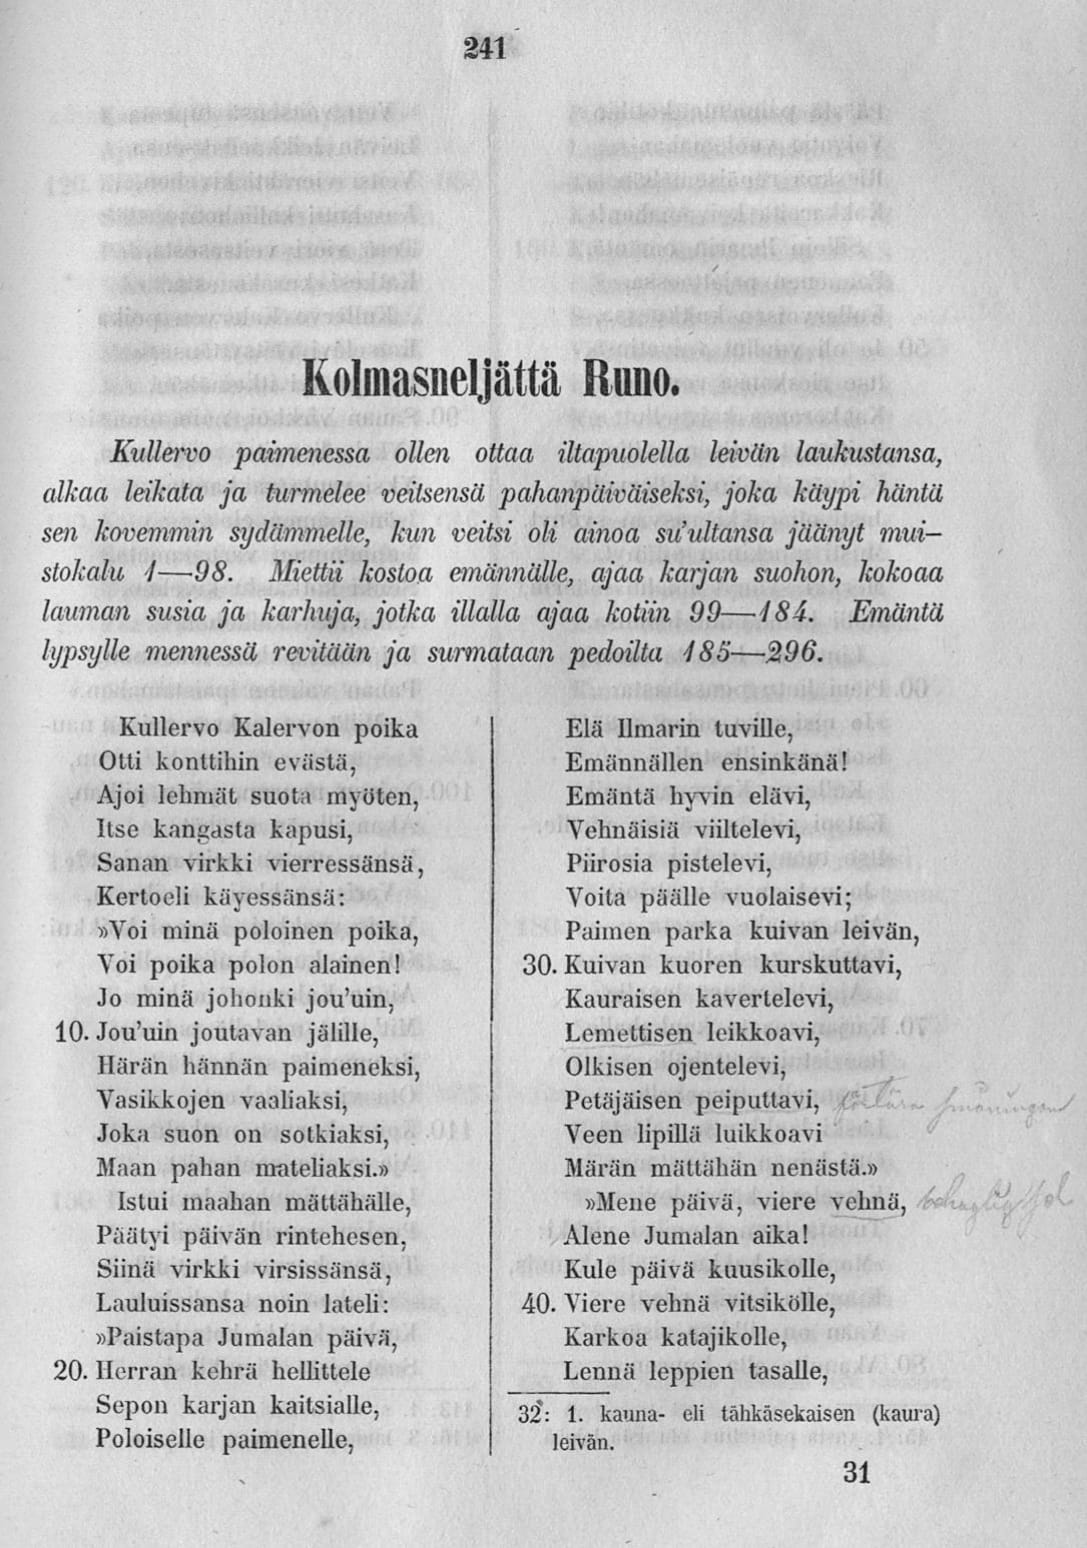 241
Kolmasneljättä Runo.
Kullervo paimenessa ollen ottaa iltapuolella leivän laukustansa,
alkaa leikata ja turmelee veitsensä pahanpäiväiseksi, joka käypi häntä
sen kovemmin sydämmelle, kun veitsi oli ainoa su'ultansa jäänyt mui-
stokalu 1—98. Miettii kostoa emännälle, ajaa karjan suohon, kokoaa
lauman susia ja karhuja, jotka illalla ajaa kotiin 99—184. Emäntä
lypsylle mennessä revitään ja surmataan pedoilta 185—296.
Kullervo Kalervon poika
Otti konttihin evästä,
Ajoi lehmät suota myöten,
Itse kangasta kapusi,
Sanan virkki vierressänsä,
Kertoeli käyessänsä:
»Voi minä poloinen poika,
Voi poika polon alainen!
Jo minä johonki jou'uin,
10. Jou'uin joutavan jälille,
Härän hännän paimeneksi,
Vasikkojen vaaliaksi,
Joka suon on sotkiaksi,
Maan pahan mateliaksi.»
Istui maahan mättähälle,
Päätyi päivän rintehesen,
Siinä virkki virsissänsä,
Lauluissansa noin lateli:
»Paistapa Jumalan päivä,
20. Herran kehrä hellittele
Sepon karjan kaitsialle,
Poloiselle paimenelle,
Elä Ilmarin tuville,
Emännällen ensinkänä!
Emäntä hyvin elävi,
Vehnäisiä viiltelevi,
Piirosia pistelevi,
Voita päälle vuolaisevi;
Paimen parka kuivan leivän,
30. Kuivan kuoren kurskuttavi,
Kauraisen kavertelevi,
Lemettisen leikkoavi,
Olkisen ojentelevi,
Petäjäisen peiputtavi,
Veen lipillä luikkoavi
Märän mättähän nenästä.»
»Mene päivä, viere vehnä,
Alene Jumalan aika!
Kule päivä kuusikolle,
40. Viere vehnä vitsikölle,
Karkoa katajikolle,
Lennä leppien tasalle,
32: 1. kauna- eli tähkäsekaisen (kaura)
leivän.
31